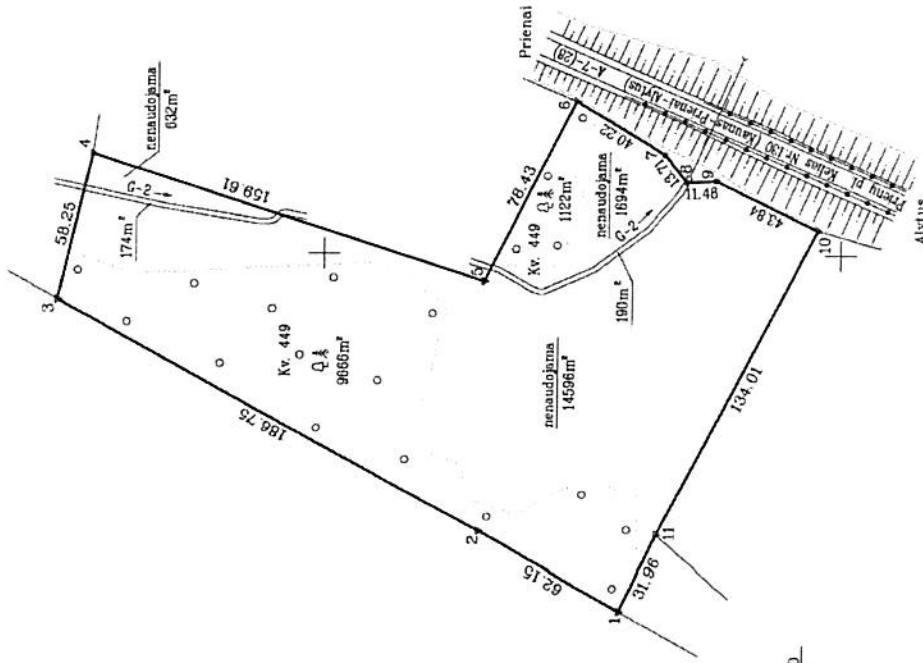 Prienai
A-7-(28)
Kelias Nr.130 (Kaunas-Prienai-Alytus)
Prienų pl.
Alytus
4
nenaudojama
632m²
58.25
G-2
174m²
159.61
3
6
40.22
7
13.71
8
9
11.48
78.43
Kv. 449
1122m²
nenaudojama
1694m²
G-2
190m²
43.84
10
5
Kv. 449
9666m²
186.75
nenaudojama
14596m²
134.01
2
62.15
11
31.96
1